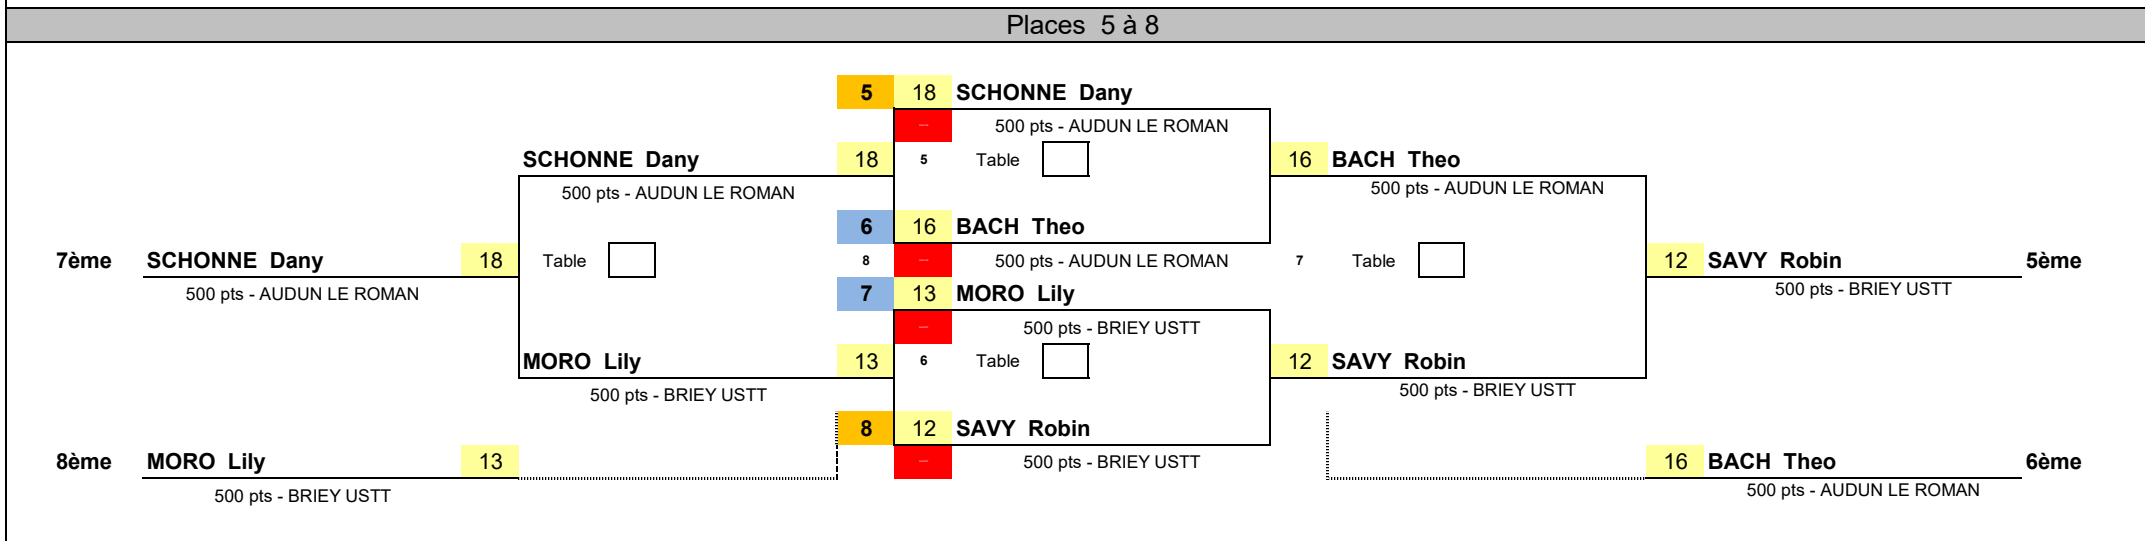 Places 5 à 8
5 18 SCHONNE Dany
– 500 pts - AUDUN LE ROMAN
SCHONNE Dany 18 5 Table 16 BACH Theo
500 pts - AUDUN LE ROMAN 500 pts - AUDUN LE ROMAN
6 16 BACH Theo
7ème SCHONNE Dany 18 Table 8 – 500 pts - AUDUN LE ROMAN 7 Table 12 SAVY Robin 5ème
500 pts - AUDUN LE ROMAN 7 13 MORO Lily 500 pts - BRIEY USTT
– 500 pts - BRIEY USTT
MORO Lily 13 6 Table 12 SAVY Robin
500 pts - BRIEY USTT 500 pts - BRIEY USTT
8 12 SAVY Robin
8ème MORO Lily 13 – 500 pts - BRIEY USTT 16 BACH Theo 6ème
500 pts - BRIEY USTT 500 pts - AUDUN LE ROMAN